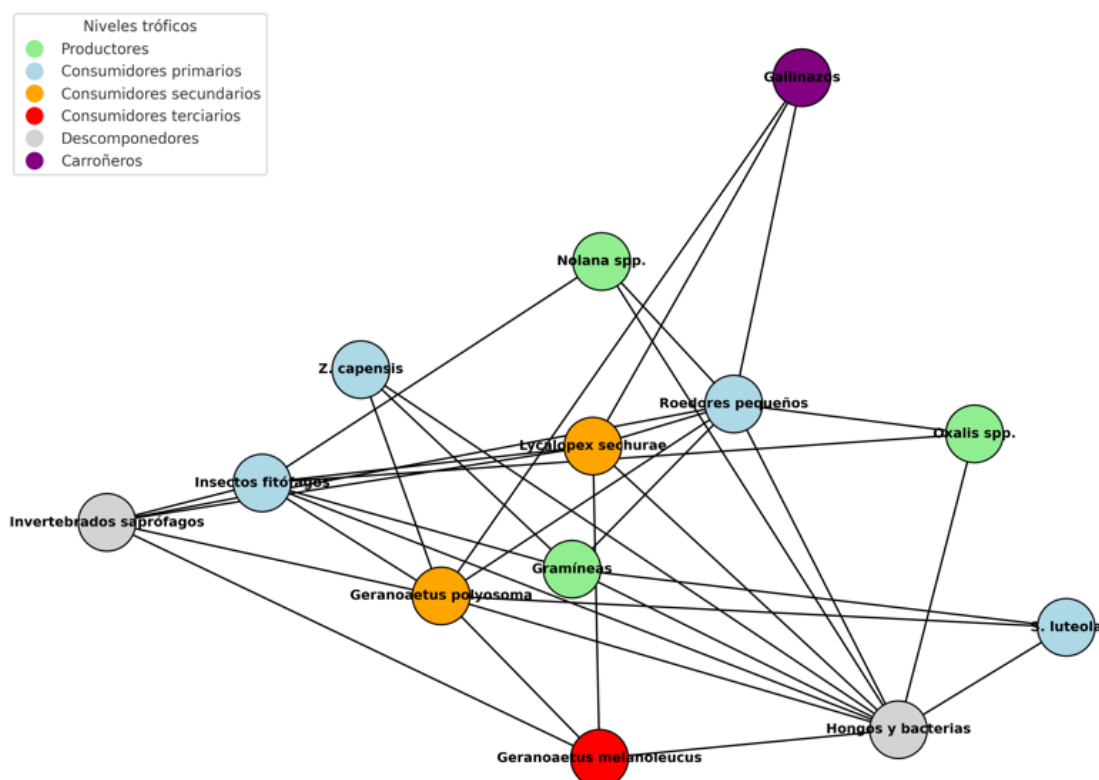 Niveles tróficos
Productores
Consumidores primarios
Consumidores secundarios
Consumidores terciarios
Descomponedores
Carroñeros
Gallinazos
Nolana spp.
Z. capensis
Roedores pequeños
Oxalis spp.
Lycalopex sechurae
Insectos fitófagos
Invertebrados saprófagos
Gramíneas
Geranoaetus polyosoma
S. luteola
Hongos y bacterias
Geranoaetus melanoleucus